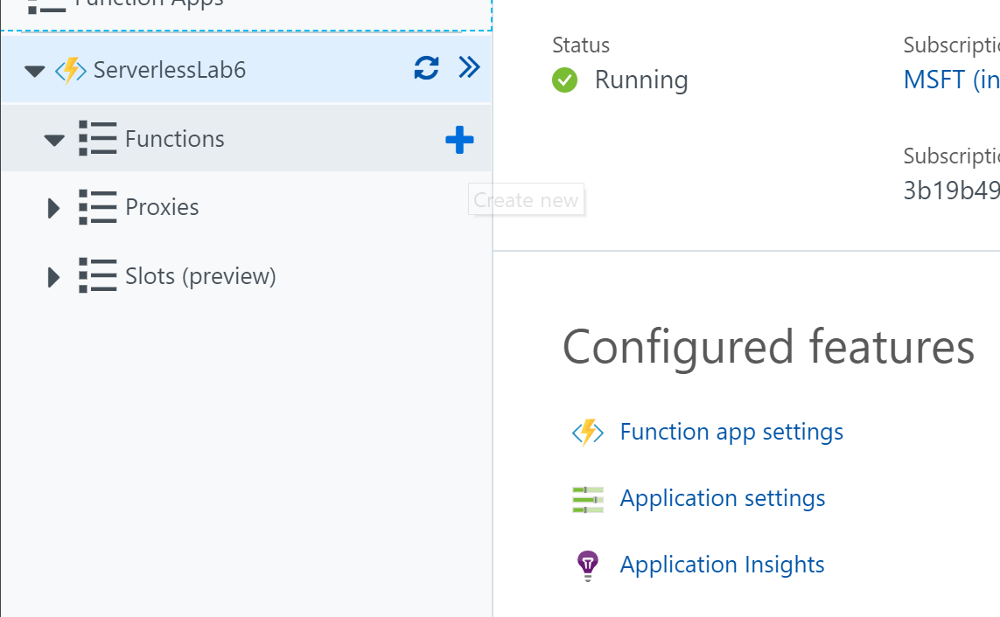 Function Apps
ServerlessLab6
Functions
Create new
Proxies
Slots (preview)
Status
Running
Subscriptio
MSFT (in
Subscriptio
3b19b49
Configured features
Function app settings
Application settings
Application Insights